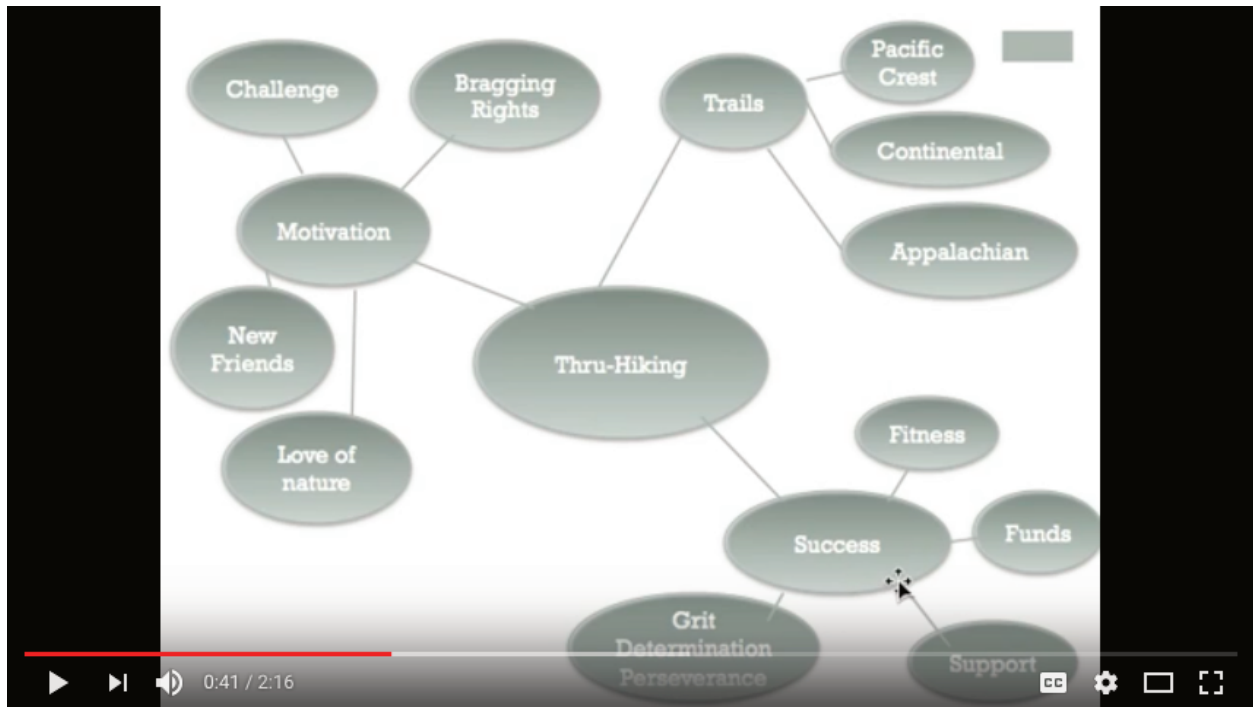 Challenge
Bragging
Rights
Trails
Pacific
Crest
Continental
Motivation
Appalachian
New
Friends
Thru-Hiking
Love of
nature
Fitness
Success
Funds
Grit
Determination
Perseverance
Support
0:41 / 2:16
CC